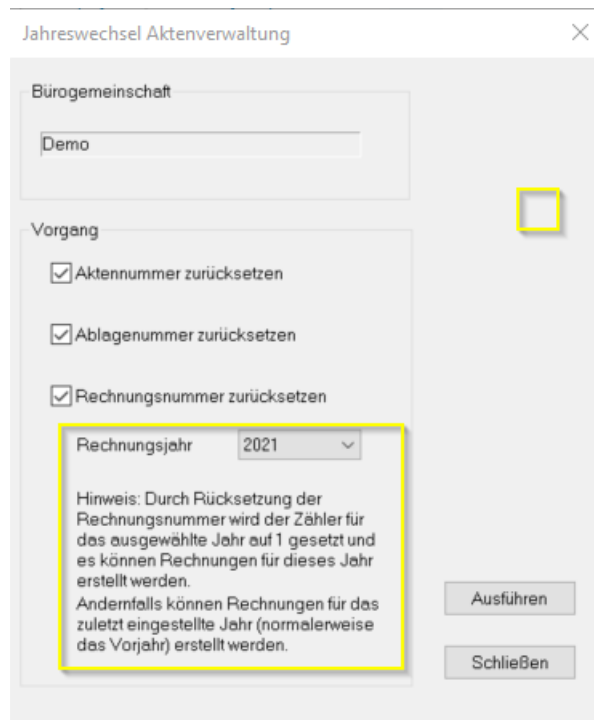 Jahreswechsel Aktenverwaltung
Bürogemeinschaft
Demo
Vorgang
Aktennummer zurücksetzen
Ablagenummer zurücksetzen
Rechnungsnummer zurücksetzen
Rechnungsjahr 2021
Hinweis: Durch Rücksetzung der
Rechnungsnummer wird der Zähler für
das ausgewählte Jahr auf 1 gesetzt und
es können Rechnungen für dieses Jahr
erstellt werden.
Andernfalls können Rechnungen für das
zuletzt eingestellte Jahr (normalerweise
das Vorjahr) erstellt werden.
Ausführen
Schließen